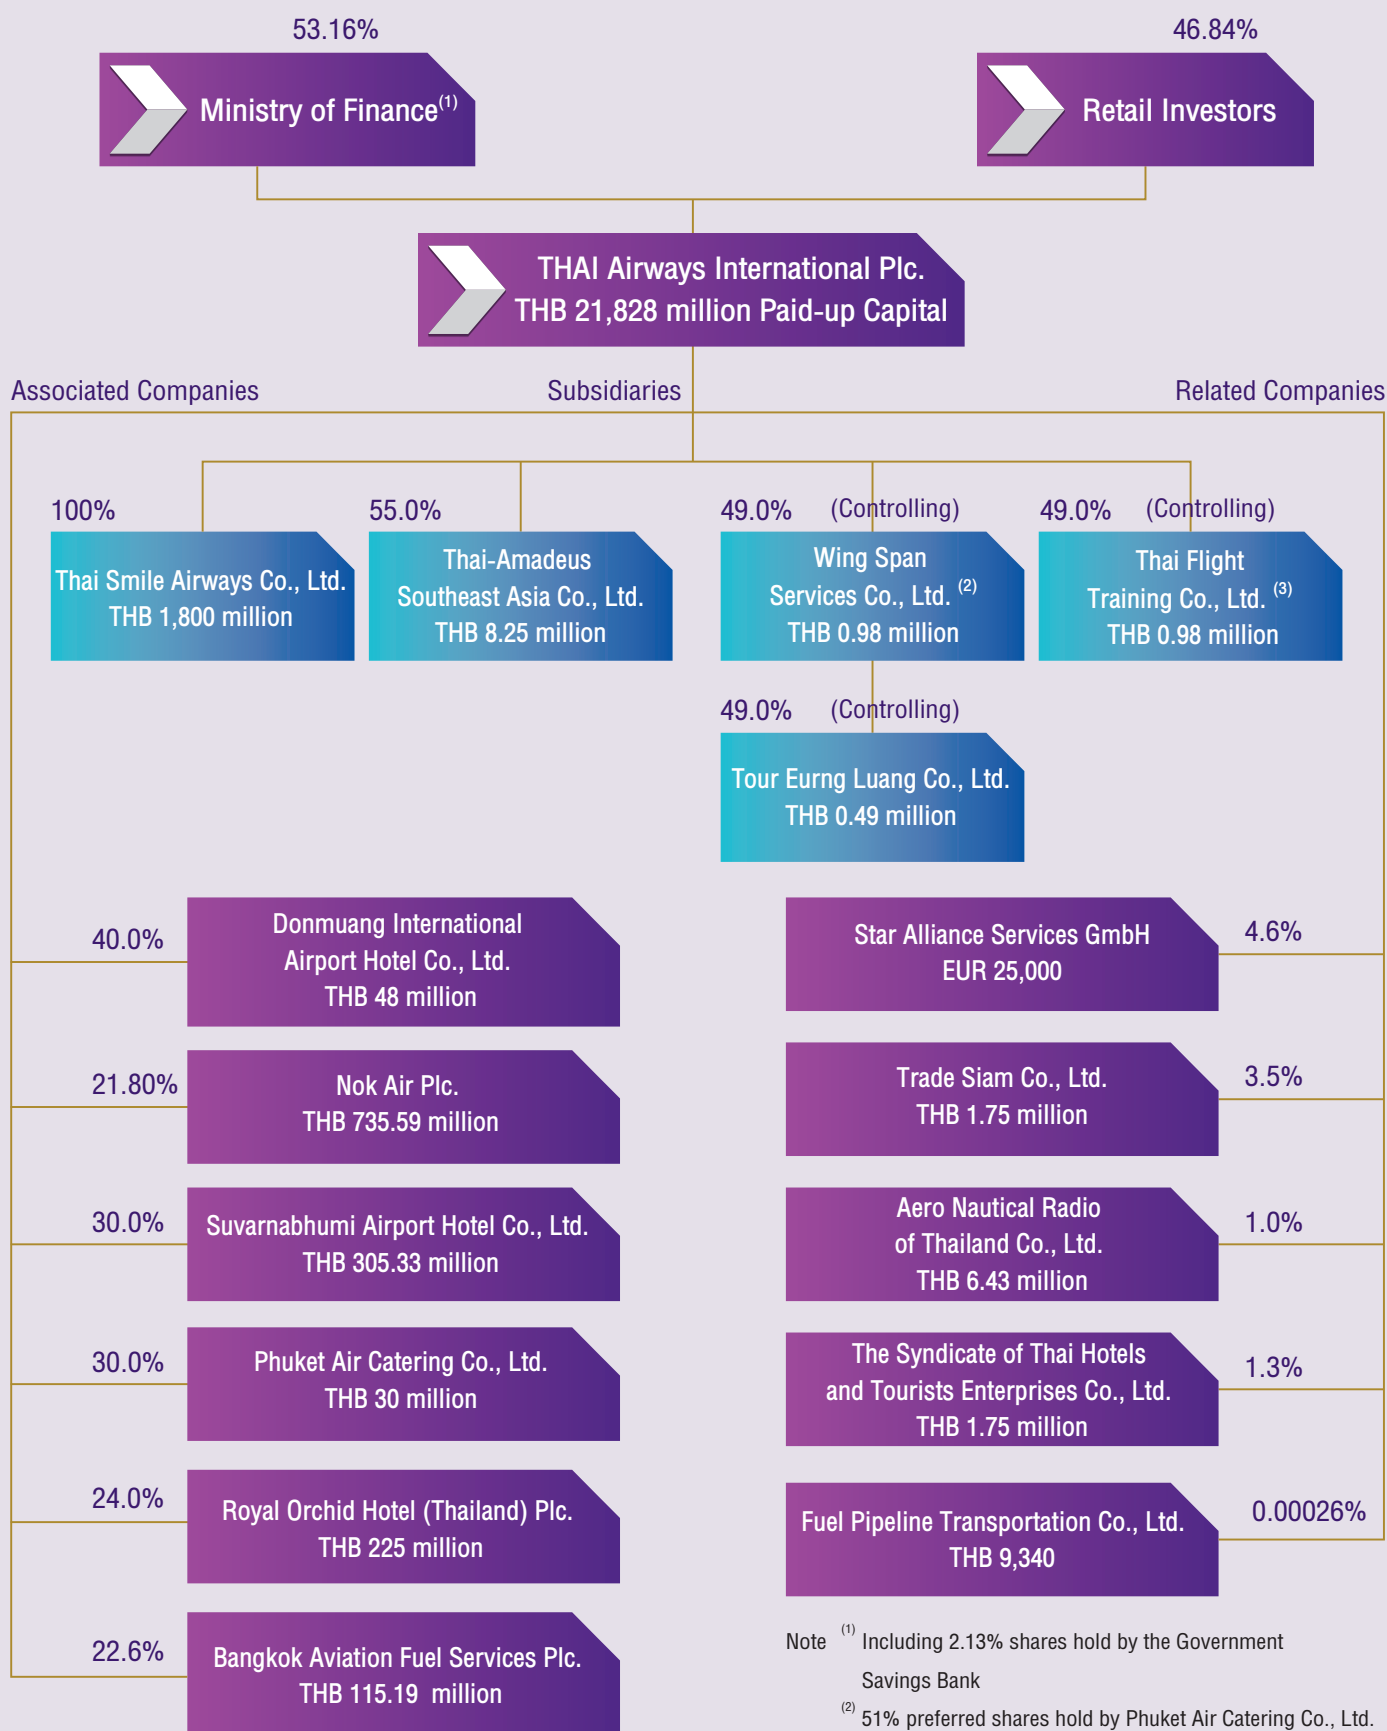 53.16%
46.84%
Ministry of Finance(1)
Retail Investors
THAI Airways International Plc.
THB 21,828 million Paid-up Capital
Associated Companies
Subsidiaries
Related Companies
100%
Thai Smile Airways Co., Ltd.
THB 1,800 million
55.0%
Thai-Amadeus
Southeast Asia Co., Ltd.
THB 8.25 million
49.0% (Controlling)
Wing Span
Services Co., Ltd. (2)
THB 0.98 million
49.0% (Controlling)
Thai Flight
Training Co., Ltd. (3)
THB 0.98 million
49.0% (Controlling)
Tour Eurng Luang Co., Ltd.
THB 0.49 million
40.0%
Donmuang International
Airport Hotel Co., Ltd.
THB 48 million
21.80%
Nok Air Plc.
THB 735.59 million
30.0%
Suvarnabhumi Airport Hotel Co., Ltd.
THB 305.33 million
30.0%
Phuket Air Catering Co., Ltd.
THB 30 million
24.0%
Royal Orchid Hotel (Thailand) Plc.
THB 225 million
22.6%
Bangkok Aviation Fuel Services Plc.
THB 115.19 million
Star Alliance Services GmbH
EUR 25,000
4.6%
Trade Siam Co., Ltd.
THB 1.75 million
3.5%
Aero Nautical Radio
of Thailand Co., Ltd.
THB 6.43 million
1.0%
The Syndicate of Thai Hotels
and Tourists Enterprises Co., Ltd.
THB 1.75 million
1.3%
Fuel Pipeline Transportation Co., Ltd.
THB 9,340
0.00026%
Note (1) Including 2.13% shares hold by the Government
Savings Bank
(2) 51% preferred shares hold by Phuket Air Catering Co., Ltd.